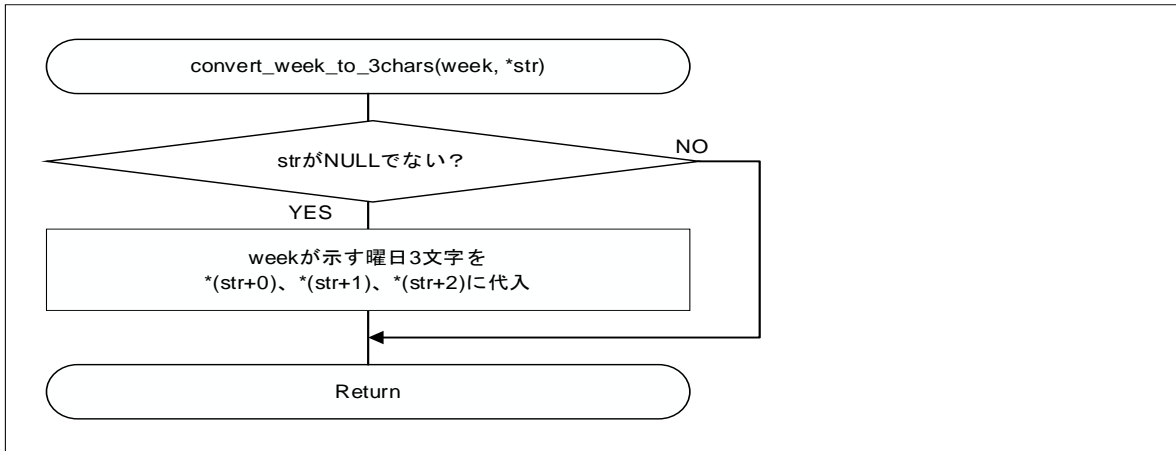 convert_week_to_3chars(week, *str)
strがNULLでない？
NO
YES
weekが示す曜日3文字を
*(str+0)、*(str+1)、*(str+2)に代入
Return